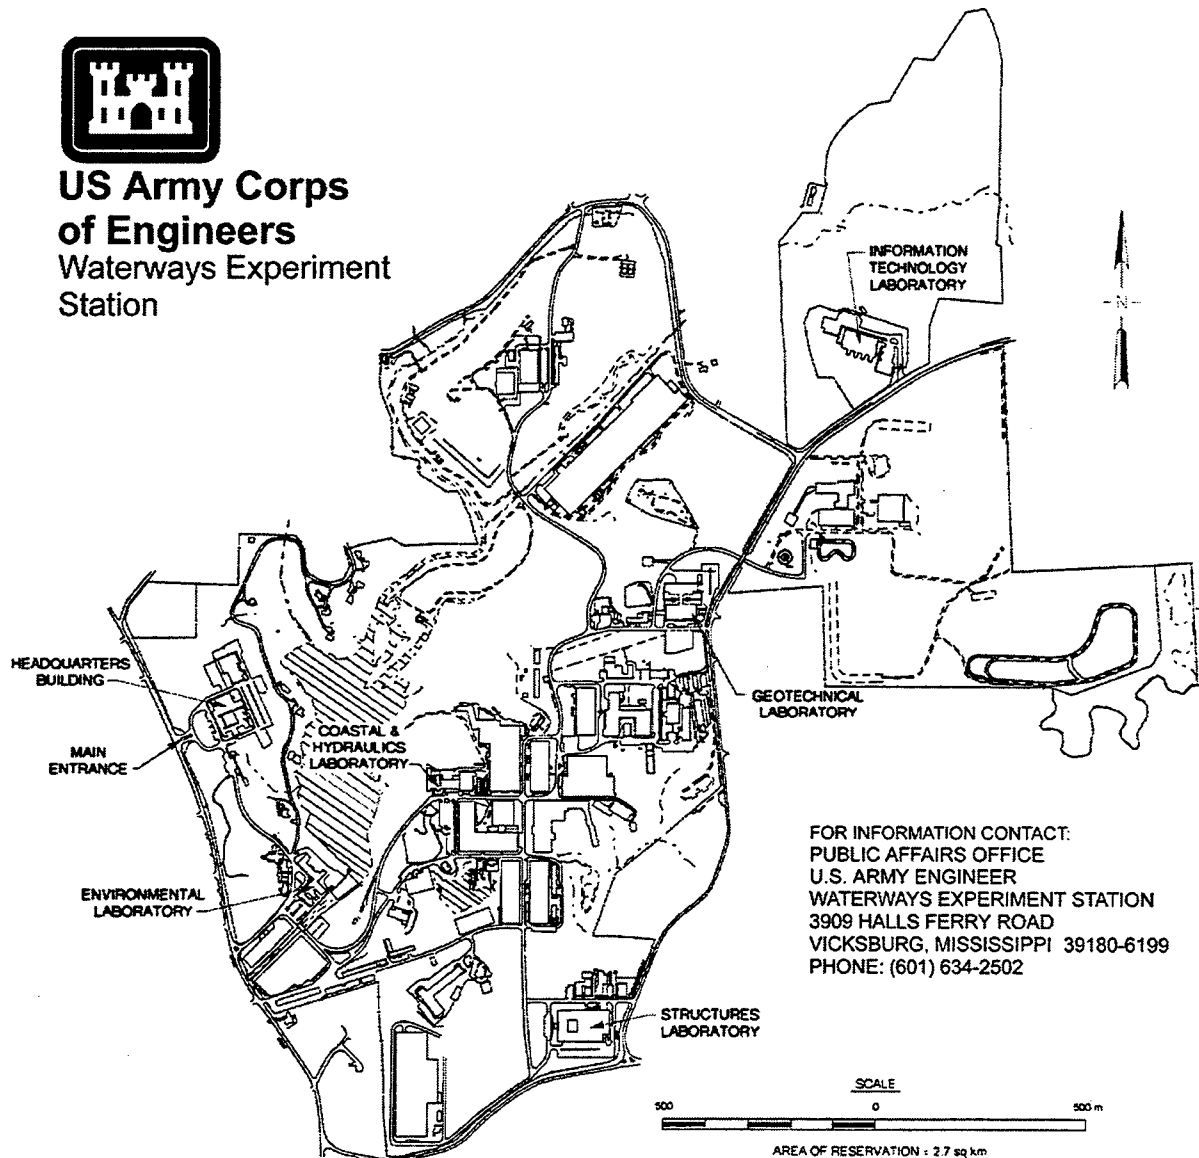 US Army Corps
of Engineers
Waterways Experiment
Station
INFORMATION
TECHNOLOGY
LABORATORY
N
HEADQUARTERS
BUILDING
MAIN
ENTRANCE
COASTAL &
HYDRAULICS
LABORATORY
GEOTECHNICAL
LABORATORY
ENVIRONMENTAL
LABORATORY
STRUCTURES
LABORATORY
FOR INFORMATION CONTACT:
PUBLIC AFFAIRS OFFICE
U.S. ARMY ENGINEER
WATERWAYS EXPERIMENT STATION
3909 HALLS FERRY ROAD
VICKSBURG, MISSISSIPPI 39180-6199
PHONE: (601) 634-2502
SCALE
500 0 500 m
AREA OF RESERVATION : 2.7 sq km